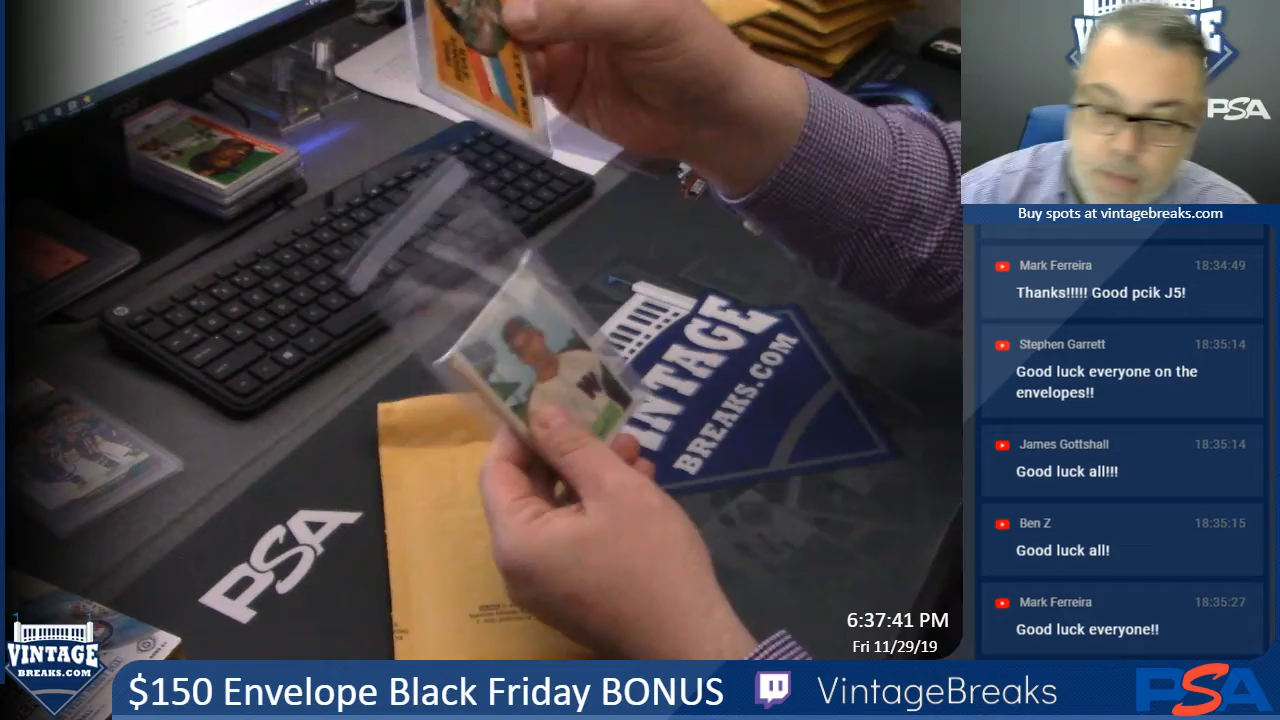 PSA
Buy spots at vintagebreaks.com
Mark Ferreira 18:34:49
Thanks!!!!! Good pcik J5!
Stephen Garrett 18:35:14
Good luck everyone on the
envelopes!!
James Gottshall 18:35:14
Good luck all!!!
Ben Z 18:35:15
Good luck all!
Mark Ferreira 18:35:27
Good luck everyone!!
VINTAGE
BREAKS.COM
W
PSA
6:37:41 PM
Fri 11/29/19
VINTAGE
BREAKS.COM
$150 Envelope Black Friday BONUS
VintageBreaks
PSA